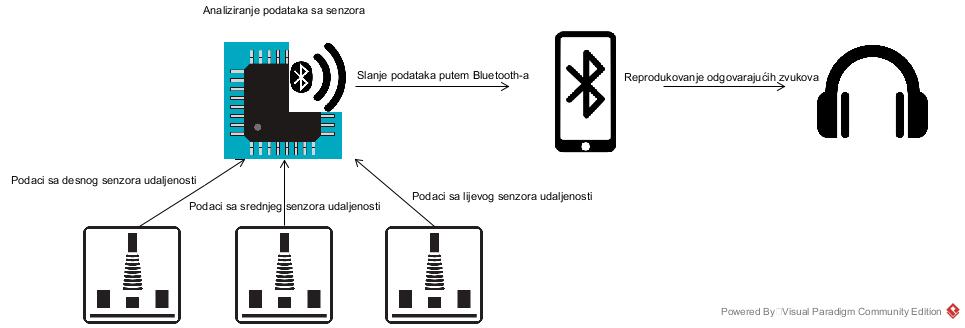 Analiziranje podataka sa senzora
Slanje podataka putem Bluetooth-a
Reprodukovanje odgovarajućih zvukova
Podaci sa desnog senzora udaljenosti
Podaci sa srednjeg senzora udaljenosti
Podaci sa lijevog senzora udaljenosti
Powered By Visual Paradigm Community Edition